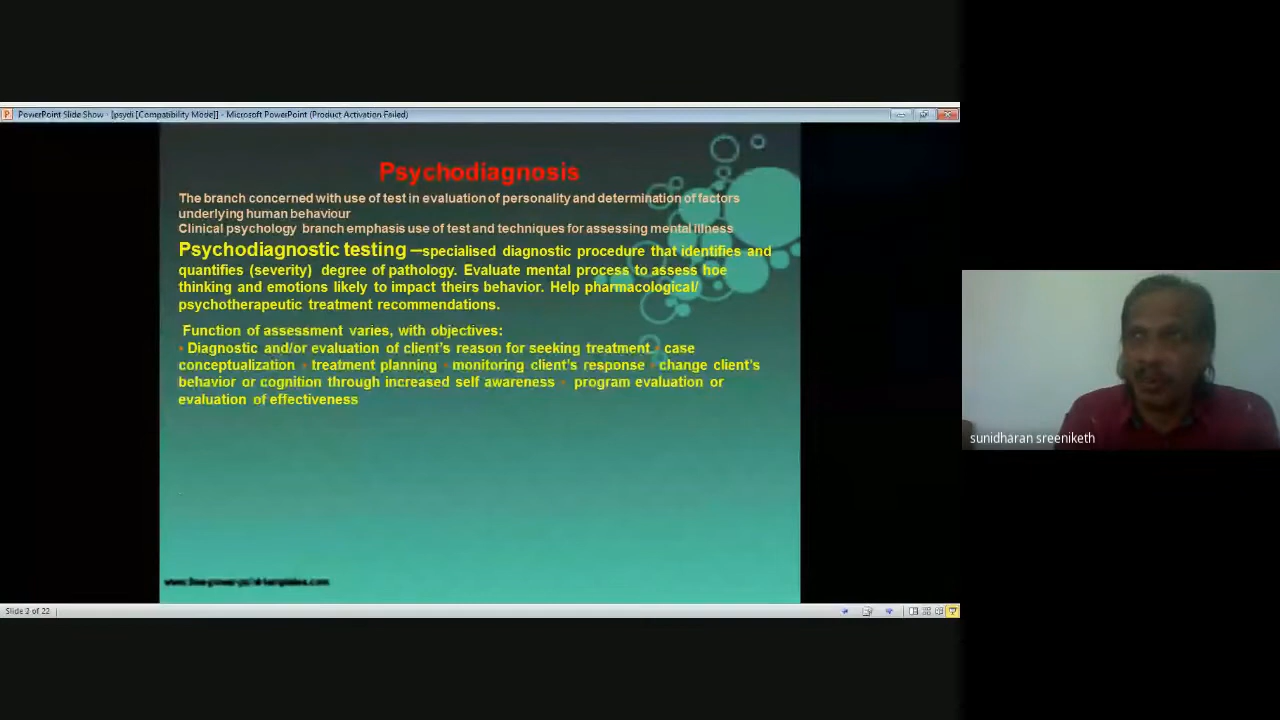 PowerPoint Slide Show - [psydi [Compatibility Mode]] - Microsoft PowerPoint (Product Activation Failed)
Psychodiagnosis
The branch concerned with use of test in evaluation of personality and determination of factors
underlying human behaviour
Clinical psychology branch emphasis use of test and techniques for assessing mental illness
Psychodiagnostic testing –specialised diagnostic procedure that identifies and
quantifies (severity) degree of pathology. Evaluate mental process to assess hoe
thinking and emotions likely to impact theirs behavior. Help pharmacological/
psychotherapeutic treatment recommendations.
Function of assessment varies, with objectives:
• Diagnostic and/or evaluation of client's reason for seeking treatment • case
conceptualization • treatment planning • monitoring client's response • change client's
behavior or cognition through increased self awareness • program evaluation or
evaluation of effectiveness
www.free-power-point-templates.com
Slide 2 of 22
sunidharan sreeniketh